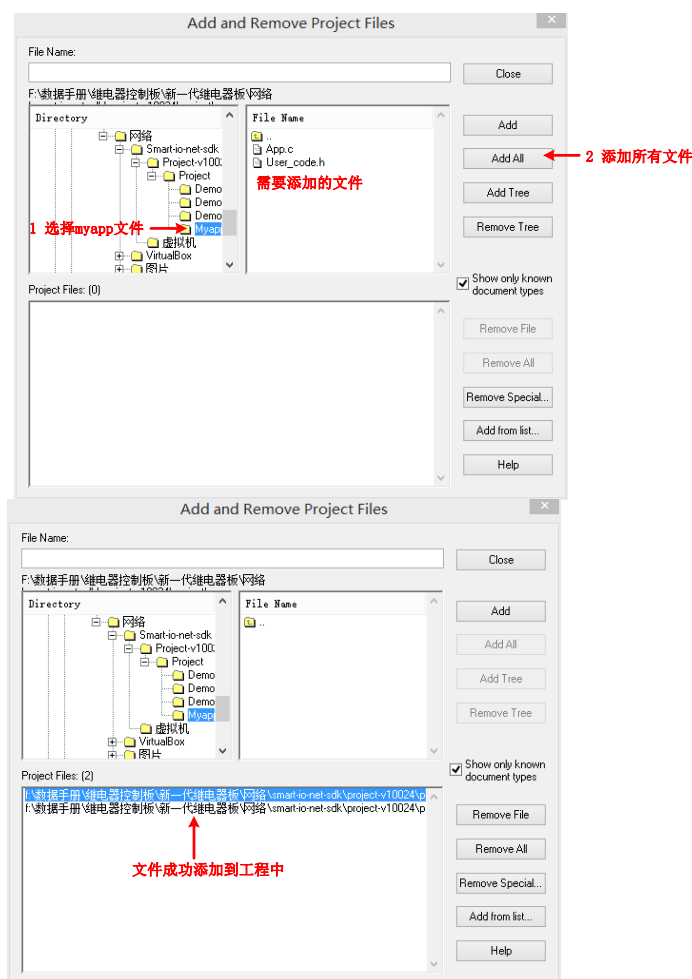 Add and Remove Project Files
File Name:
Close
F:\数据手册\继电器控制板\新一代继电器板\网络
Directory
File Name
网络
Smart-io-net-sdk
Project-v1002
Project
Demo
Demo
Demo
Myapp
虚拟机
VirtualBox
图片
..
App.c
User_code.h
需要添加的文件
1 选择myapp文件
Add
Add All
2 添加所有文件
Add Tree
Remove Tree
Show only known
document types
Project Files: (0)
Remove File
Remove All
Remove Special...
Add from list...
Help
Add and Remove Project Files
File Name:
Close
F:\数据手册\继电器控制板\新一代继电器板\网络
Directory
File Name
网络
Smart-io-net-sdk
Project-v1002
Project
Demo
Demo
Demo
Myapp
虚拟机
VirtualBox
图片
..
Add
Add All
Add Tree
Remove Tree
Show only known
document types
Project Files: (2)
f:\数据手册\继电器控制板\新一代继电器板\网络\smart-io-net-sdk\project-v10024\p
f:\数据手册\继电器控制板\新一代继电器板\网络\smart-io-net-sdk\project-v10024\p
文件成功添加到工程中
Remove File
Remove All
Remove Special...
Add from list...
Help